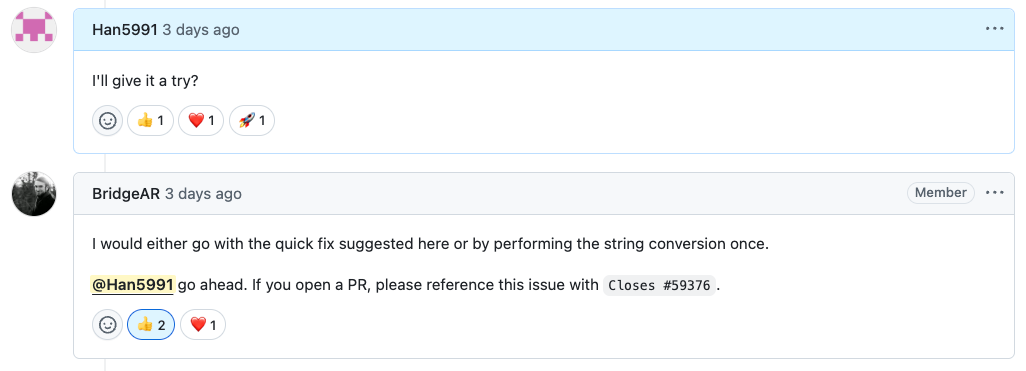 Han5991 3 days ago
I'll give it a try?
👍 1 ❤️ 1 🚀 1
BridgeAR 3 days ago Member
I would either go with the quick fix suggested here or by performing the string conversion once.
@Han5991 go ahead. If you open a PR, please reference this issue with Closes #59376.
👍 2 ❤️ 1